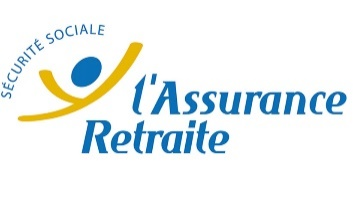 SÉCURITÉ SOCIALE
l'Assurance
Retraite